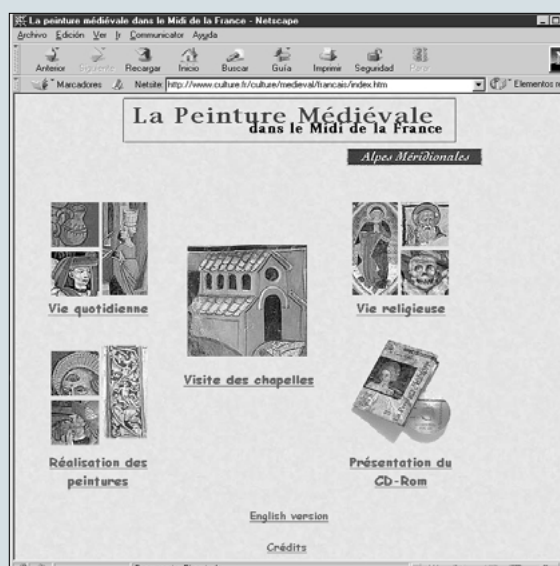 La peinture médiévale dans le Midi de la France - Netscape
Archivo Edición Ver Ir Communicator Ayuda
Anterior Siguiente Recargar Inicio Buscar Guía Imprimir Seguridad Parar
Marcadores Netsite: http://www.culture.fr/culture/medieval/francais/index.htm Elementos re
La Peinture Médiévale
dans le Midi de la France
Alpes Méridionales
Vie quotidienne
Vie religieuse
Visite des chapelles
Réalisation des
peintures
Présentation du
CD-Rom
English version
Crédits